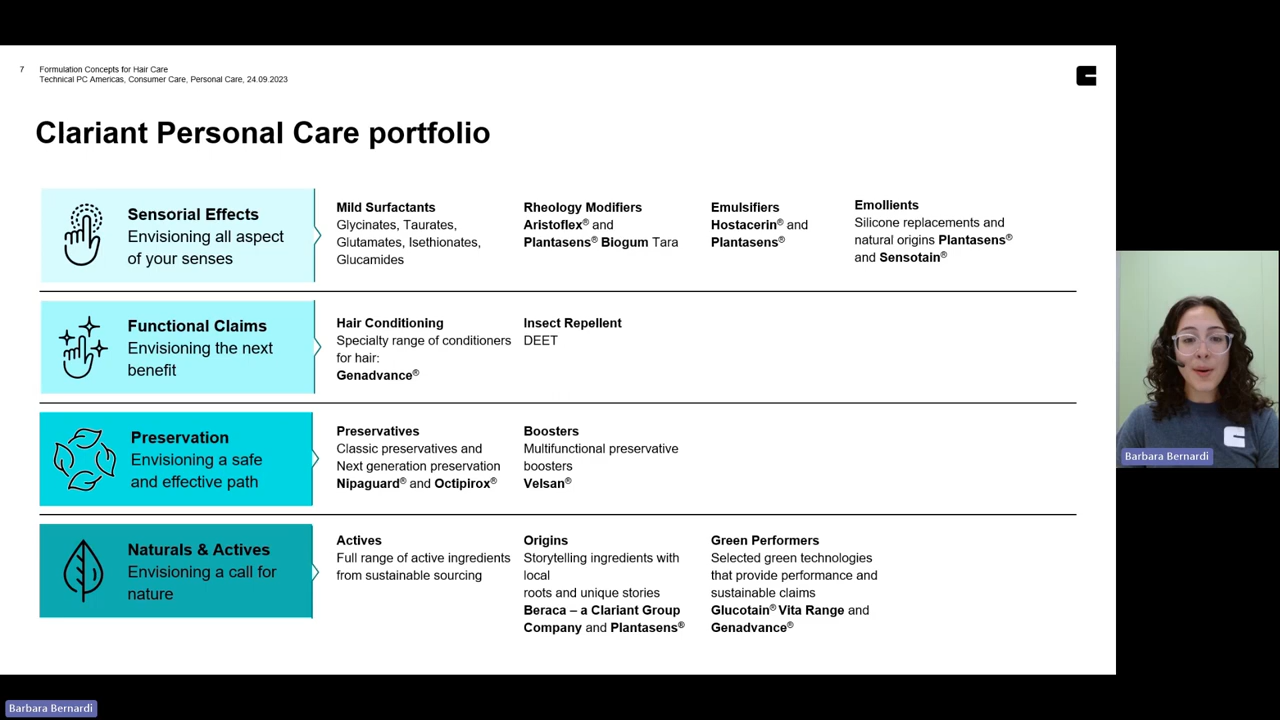 7 Formulation Concepts for Hair Care
Technical PC Americas, Consumer Care, Personal Care, 24.09.2023
Clariant Personal Care portfolio
Sensorial Effects
Envisioning all aspect
of your senses
Mild Surfactants
Glycinates, Taurates,
Glutamates, Isethionates,
Glucamides
Rheology Modifiers
Aristoflex® and
Plantasens® Biogum Tara
Emulsifiers
Hostacerin® and
Plantasens®
Emollients
Silicone replacements and
natural origins Plantasens®
and Sensotain®
Functional Claims
Envisioning the next
benefit
Hair Conditioning
Specialty range of conditioners
for hair:
Genadvance®
Insect Repellent
DEET
Preservation
Envisioning a safe
and effective path
Preservatives
Classic preservatives and
Next generation preservation
Nipaguard® and Octipirox®
Boosters
Multifunctional preservative
boosters
Velsan®
Naturals & Actives
Envisioning a call for
nature
Actives
Full range of active ingredients
from sustainable sourcing
Origins
Storytelling ingredients with
local
roots and unique stories
Beraca – a Clariant Group
Company and Plantasens®
Green Performers
Selected green technologies
that provide performance and
sustainable claims
Glucotain® Vita Range and
Genadvance®
Barbara Bernardi
Barbara Bernardi